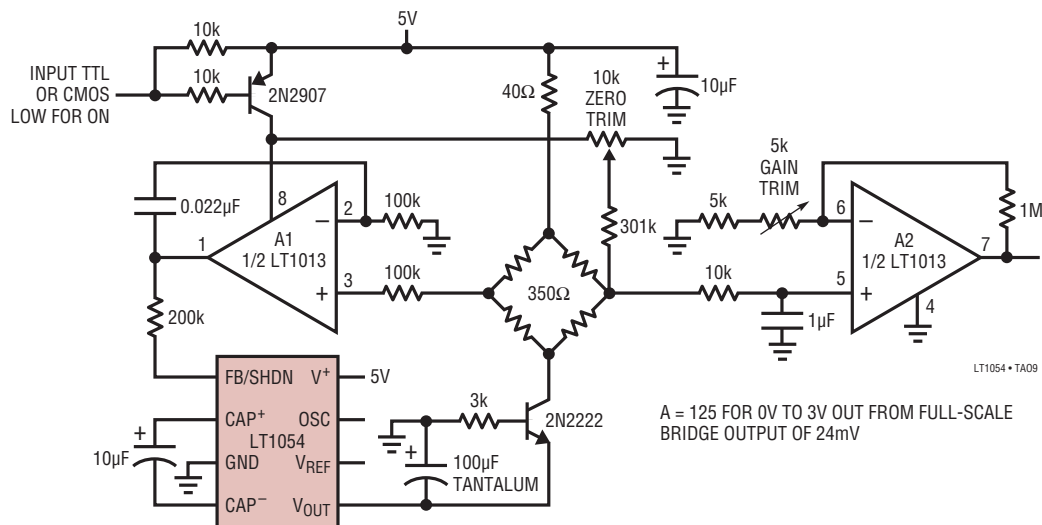 5V
10k
10k
INPUT TTL
OR CMOS
LOW FOR ON
2N2907
40Ω
10k
ZERO
TRIM
+
10µF
5k
GAIN
TRIM
0.022µF
8
2
–
100k
1
A1
1/2 LT1013
3
+
100k
301k
5k
6
–
1M
A2
1/2 LT1013
7
350Ω
10k
5
+
4
1µF
200k
LT1054 • TA09
FB/SHDN
V+
5V
CAP+
OSC
LT1054
GND
VREF
CAP–
VOUT
+
10µF
3k
2N2222
+
100µF
TANTALUM
A = 125 FOR 0V TO 3V OUT FROM FULL-SCALE
BRIDGE OUTPUT OF 24mV